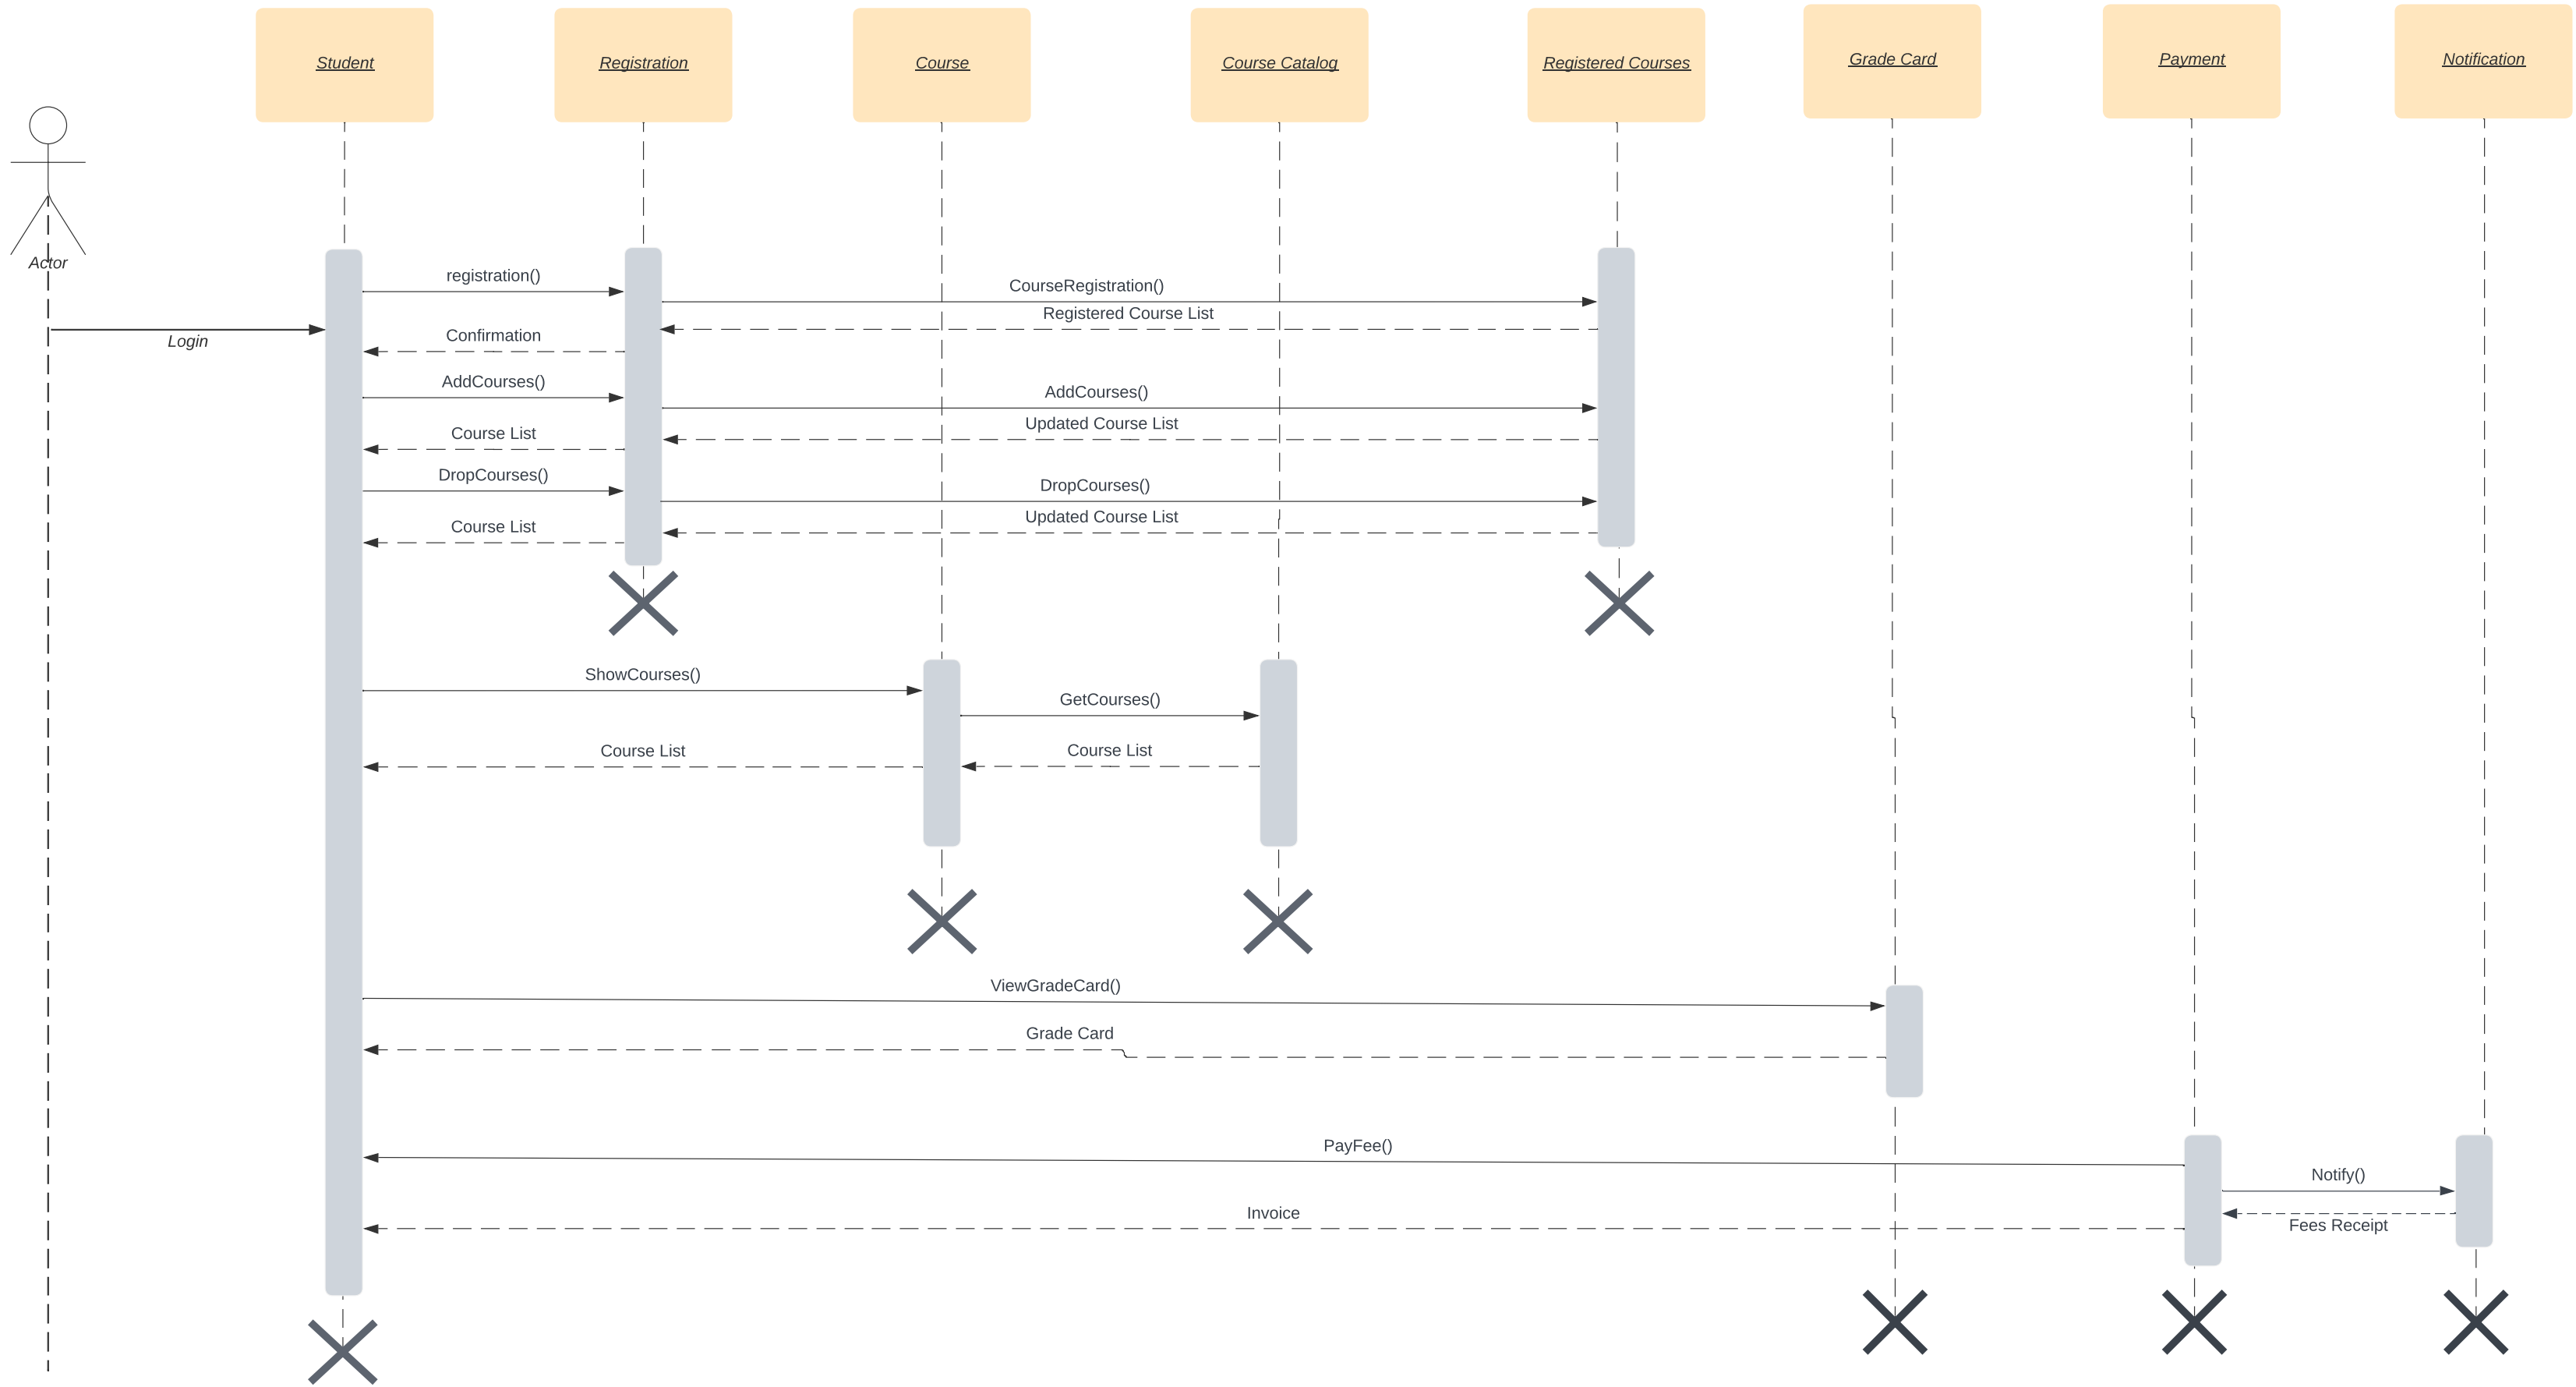 Student
Registration
Course
Course Catalog
Registered Courses
Grade Card
Payment
Notification
Actor
registration()
CourseRegistration()
Registered Course List
Login
Confirmation
AddCourses()
AddCourses()
Updated Course List
Course List
DropCourses()
DropCourses()
Updated Course List
Course List
ShowCourses()
GetCourses()
Course List
Course List
ViewGradeCard()
Grade Card
PayFee()
Notify()
Invoice
Fees Receipt